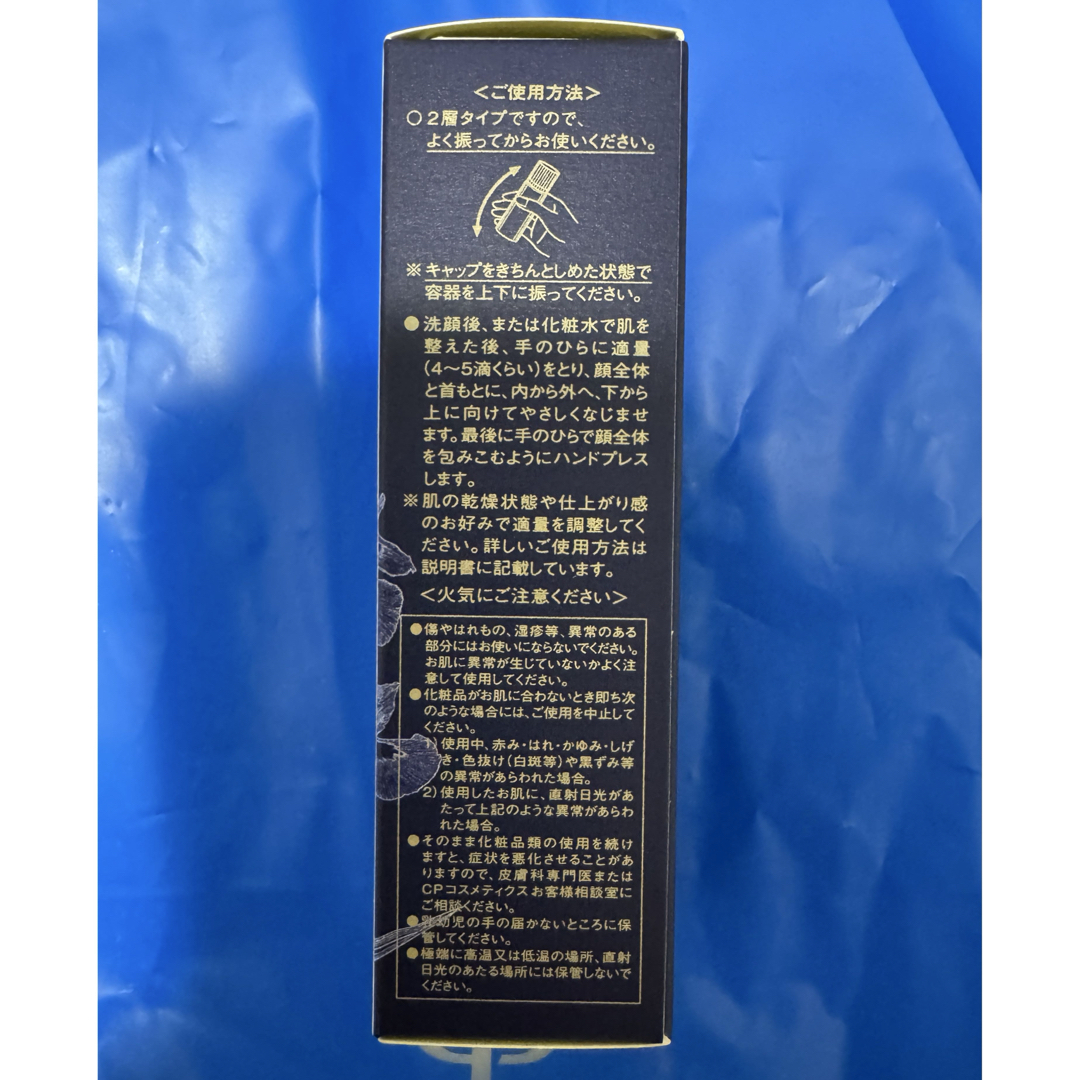 ＜ご使用方法＞
○2層タイプですので、
よく振ってからお使いください。
※キャップをきちんとしめた状態で
容器を上下に振ってください。
●洗顔後、または化粧水で肌を
整えた後、手のひらに適量
(4〜5滴くらい)をとり、顔全体
と首もとに、内から外へ、下から
上に向けてやさしくなじませ
ます。最後に手のひらで顔全体
を包みこむようにハンドプレス
します。
※肌の乾燥状態や仕上がり感
のお好みで適量を調整してく
ださい。詳しいご使用方法は
説明書に記載しています。
＜火気にご注意ください＞
●傷やはれもの、湿疹等、異常のある
部分にはお使いにならないでください。
お肌に異常が生じていないかよく注
意して使用してください。
●化粧品がお肌に合わないとき即ち次
のような場合には、ご使用を中止して
ください。
1)使用中、赤み・はれ・かゆみ・しげ
き・色抜け(白斑等)や黒ずみ等
の異常があらわれた場合。
2)使用したお肌に、直射日光があ
たって上記のような異常があらわ
れた場合。
●そのまま化粧品類の使用を続け
ますと、症状を悪化させることがあ
りますので、皮膚科専門医または
CPコスメティクスお客様相談室に
ご相談ください。
●乳幼児の手の届かないところに保
管してください。
●極端に高温又は低温の場所、直射
日光のあたる場所には保管しないで
ください。